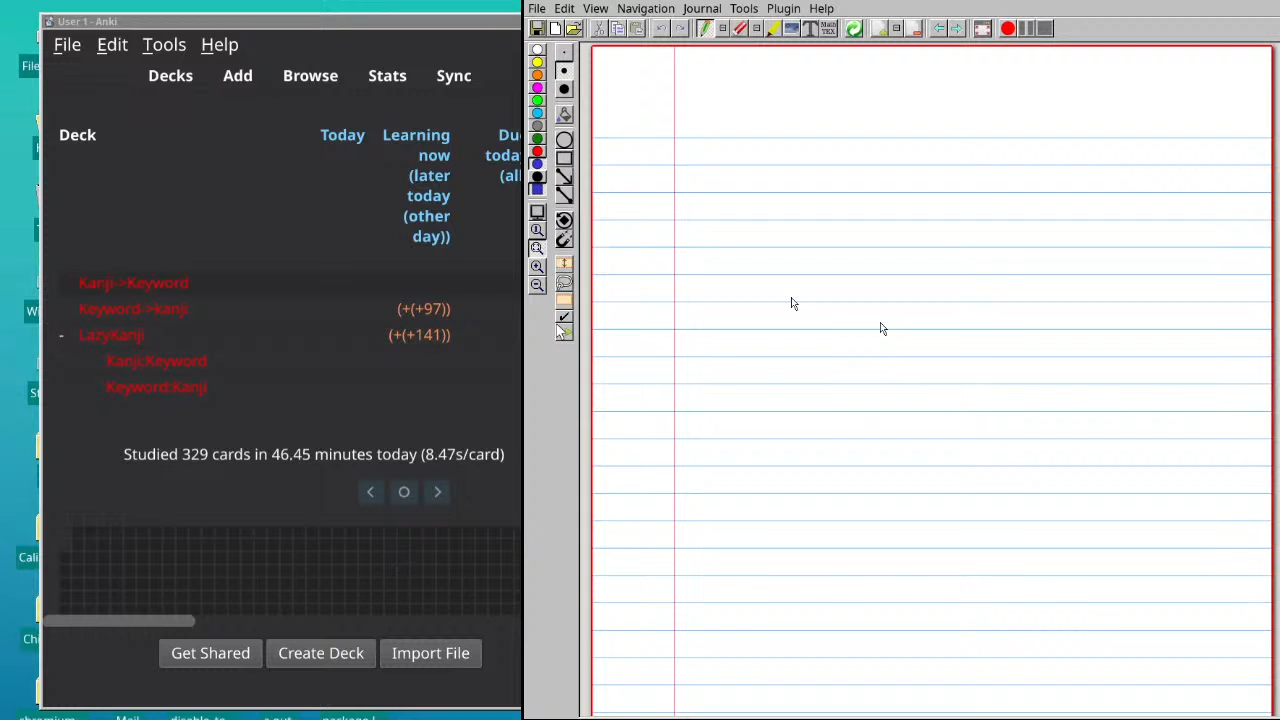 User 1 - Anki
File Edit Tools Help
Decks Add Browse Stats Sync
Deck Today Learning now (later today (other day))
Kanji->Keyword
Keyword->kanji (+(+97))
- LazyKanji (+(+141))
Kanji:Keyword
Keyword:Kanji
Studied 329 cards in 46.45 minutes today (8.47s/card)
Get Shared Create Deck Import File
File Edit View Navigation Journal Tools Plugin Help